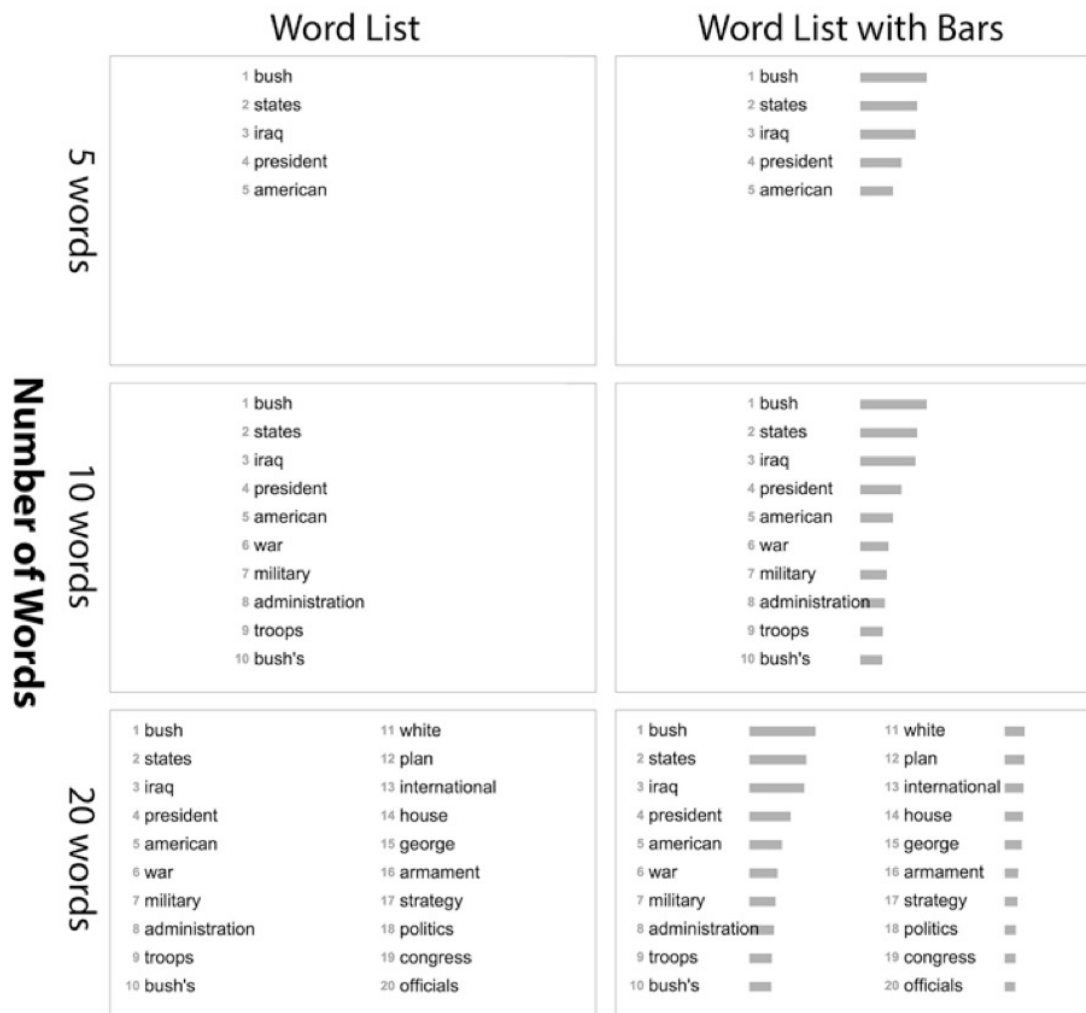 Word List
Word List with Bars
Number of Words
5 words
1 bush
2 states
3 iraq
4 president
5 american
1 bush
2 states
3 iraq
4 president
5 american
10 words
1 bush
2 states
3 iraq
4 president
5 american
6 war
7 military
8 administration
9 troops
10 bush's
1 bush
2 states
3 iraq
4 president
5 american
6 war
7 military
8 administration
9 troops
10 bush's
20 words
1 bush
2 states
3 iraq
4 president
5 american
6 war
7 military
8 administration
9 troops
10 bush's
11 white
12 plan
13 international
14 house
15 george
16 armament
17 strategy
18 politics
19 congress
20 officials
1 bush
2 states
3 iraq
4 president
5 american
6 war
7 military
8 administration
9 troops
10 bush's
11 white
12 plan
13 international
14 house
15 george
16 armament
17 strategy
18 politics
19 congress
20 officials